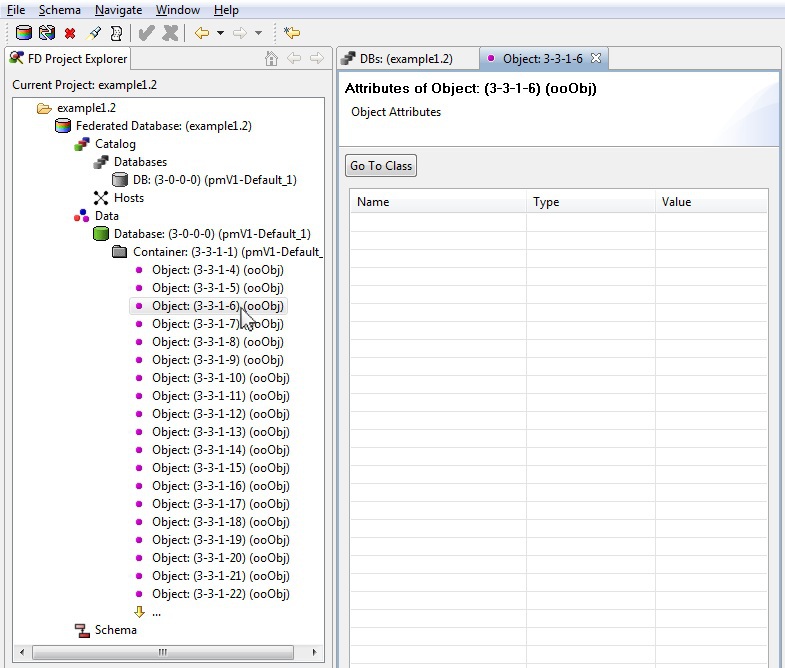 File Schema Navigate Window Help
FD Project Explorer
Current Project: example1.2
example1.2
Federated Database: (example1.2)
Catalog
Databases
DB: (3-0-0-0) (pmV1-Default_1)
Hosts
Data
Database: (3-0-0-0) (pmV1-Default_1)
Container: (3-3-1-1) (pmV1-Default_
Object: (3-3-1-4) (ooObj)
Object: (3-3-1-5) (ooObj)
Object: (3-3-1-6) (ooObj)
Object: (3-3-1-7) (ooObj)
Object: (3-3-1-8) (ooObj)
Object: (3-3-1-9) (ooObj)
Object: (3-3-1-10) (ooObj)
Object: (3-3-1-11) (ooObj)
Object: (3-3-1-12) (ooObj)
Object: (3-3-1-13) (ooObj)
Object: (3-3-1-14) (ooObj)
Object: (3-3-1-15) (ooObj)
Object: (3-3-1-16) (ooObj)
Object: (3-3-1-17) (ooObj)
Object: (3-3-1-18) (ooObj)
Object: (3-3-1-19) (ooObj)
Object: (3-3-1-20) (ooObj)
Object: (3-3-1-21) (ooObj)
Object: (3-3-1-22) (ooObj)
...
Schema
DBs: (example1.2) Object: 3-3-1-6
Attributes of Object: (3-3-1-6) (ooObj)
Object Attributes
Go To Class
Name Type Value